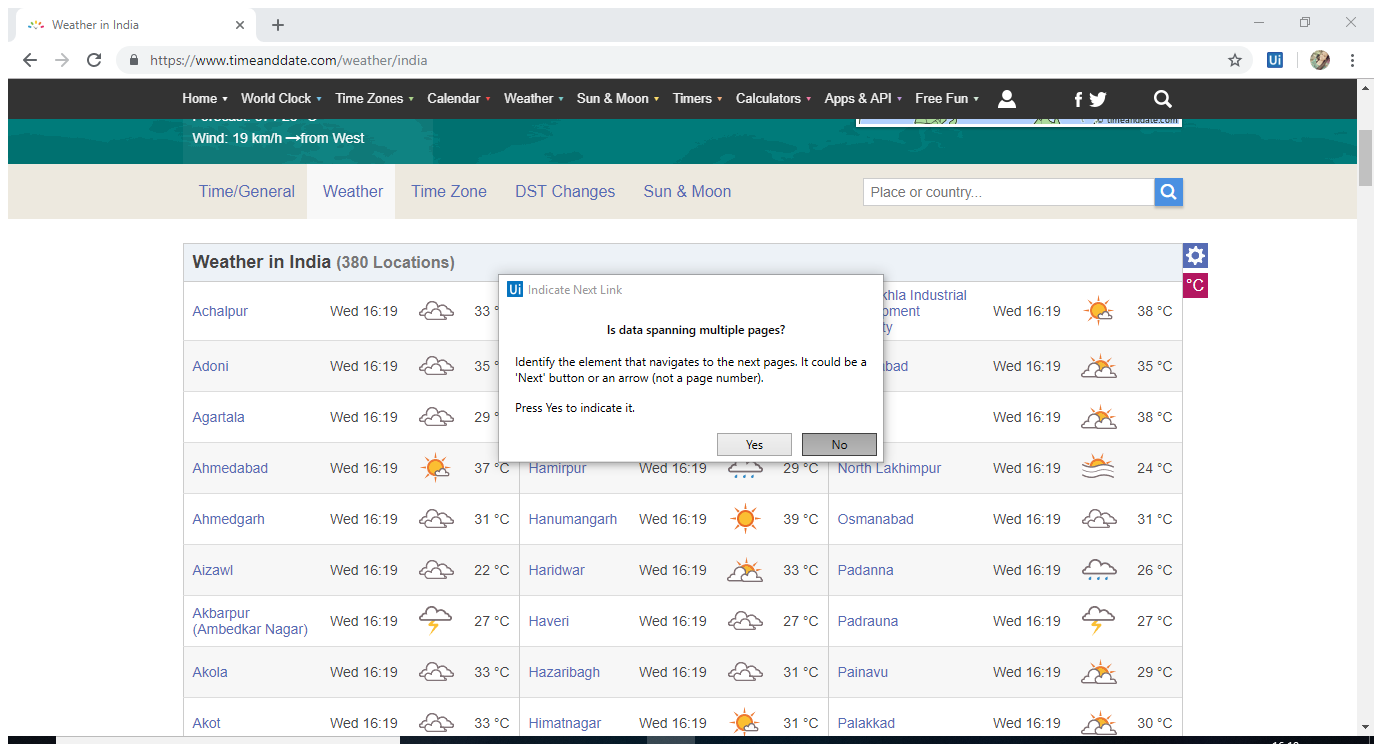 Weather in India
https://www.timeanddate.com/weather/india
Ui
Home World Clock Time Zones Calendar Weather Sun & Moon Timers Calculators Apps & API Free Fun
Wind: 19 km/h →from West
© timeanddate.com
Time/General Weather Time Zone DST Changes Sun & Moon
Place or country...
Weather in India (380 Locations)
°C
Ui Indicate Next Link
Is data spanning multiple pages?
Identify the element that navigates to the next pages. It could be a
'Next' button or an arrow (not a page number).
Press Yes to indicate it.
Yes No
Achalpur Wed 16:19 33 ° khla Industrial Wed 16:19 38 °C
Adoni Wed 16:19 35 ° Wed 16:19 35 °C
Agartala Wed 16:19 29 ° Wed 16:19 38 °C
Ahmedabad Wed 16:19 37 °C Hamirpur Wed 16:19 29 °C North Lakhimpur Wed 16:19 24 °C
Ahmedgarh Wed 16:19 31 °C Hanumangarh Wed 16:19 39 °C Osmanabad Wed 16:19 31 °C
Aizawl Wed 16:19 22 °C Haridwar Wed 16:19 33 °C Padanna Wed 16:19 26 °C
Akbarpur
(Ambedkar Nagar) Wed 16:19 27 °C Haveri Wed 16:19 27 °C Padrauna Wed 16:19 27 °C
Akola Wed 16:19 33 °C Hazaribagh Wed 16:19 31 °C Painavu Wed 16:19 29 °C
Akot Wed 16:19 33 °C Himatnagar Wed 16:19 31 °C Palakkad Wed 16:19 30 °C